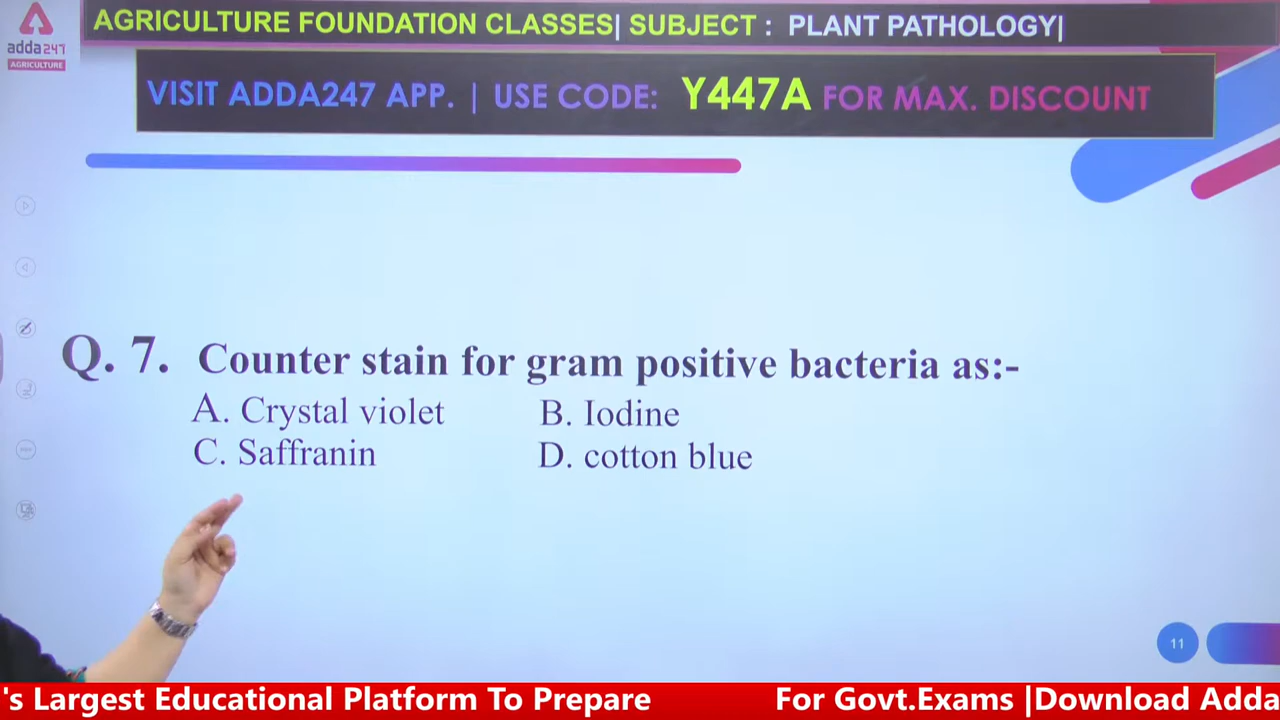 AGRICULTURE FOUNDATION CLASSES| SUBJECT : PLANT PATHOLOGY|
adda247
AGRICULTURE
VISIT ADDA247 APP. | USE CODE: Y447A FOR MAX. DISCOUNT
Q. 7. Counter stain for gram positive bacteria as:-
A. Crystal violet B. Iodine
C. Saffranin D. cotton blue
11
's Largest Educational Platform To Prepare For Govt.Exams |Download Adda